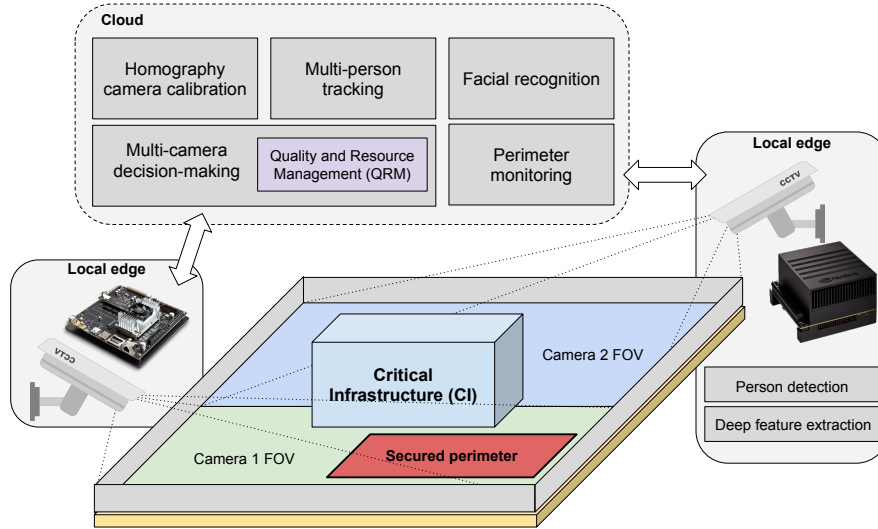 Cloud
Homography
camera calibration
Multi-person
tracking
Facial recognition
Multi-camera
decision-making
Quality and Resource
Management (QRM)
Perimeter
monitoring
Local edge
CCTV
Local edge
CCTV
Critical
Infrastructure (CI)
Camera 2 FOV
Person detection
Deep feature extraction
Camera 1 FOV
Secured perimeter